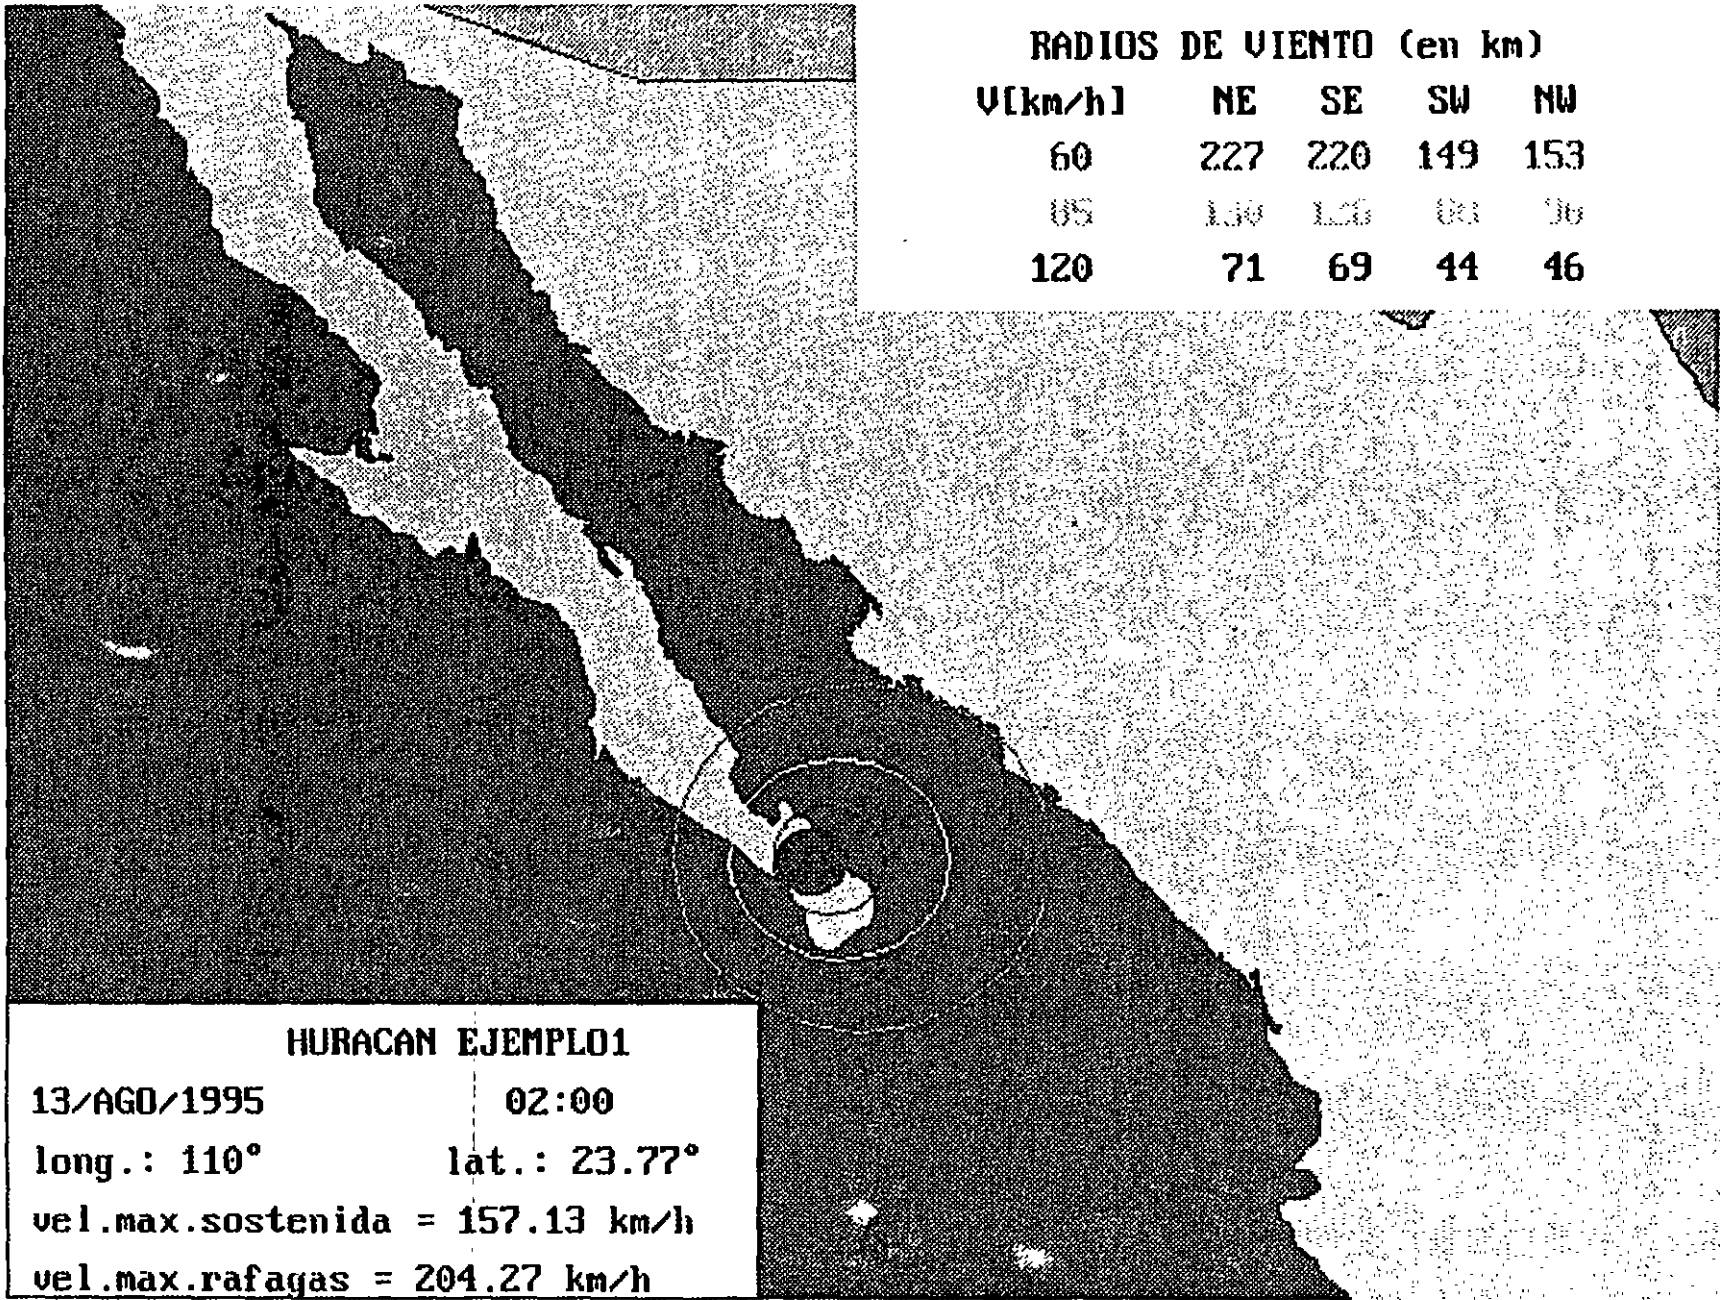 RADIOS DE VIENTO (en km)
V[km/h] NE SE SW NW
60 227 220 149 153
85
120 71 69 44 46
HURACAN EJEMPLO1
13/AGO/1995 02:00
long.: 110° lat.: 23.77°
vel.max.sostenida = 157.13 km/h
vel.max.rafagas = 204.27 km/h